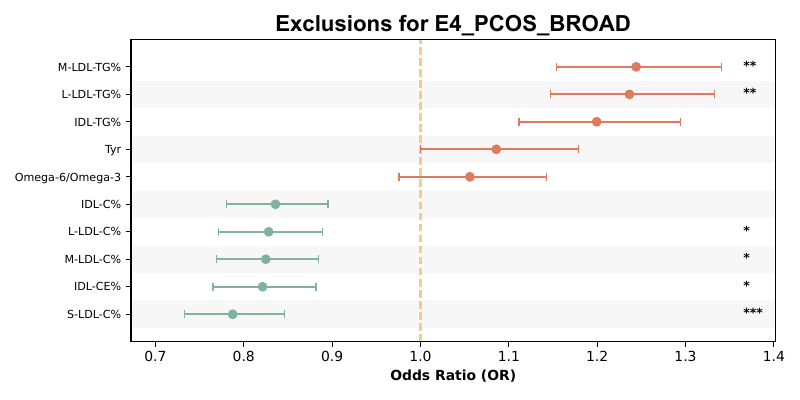 Exclusions for E4_PCOS_BROAD
M-LDL-TG% **
L-LDL-TG% **
IDL-TG%
Tyr
Omega-6/Omega-3
IDL-C%
L-LDL-C% *
M-LDL-C% *
IDL-CE% *
S-LDL-C% ***
0.7 0.8 0.9 1.0 1.1 1.2 1.3 1.4
Odds Ratio (OR)